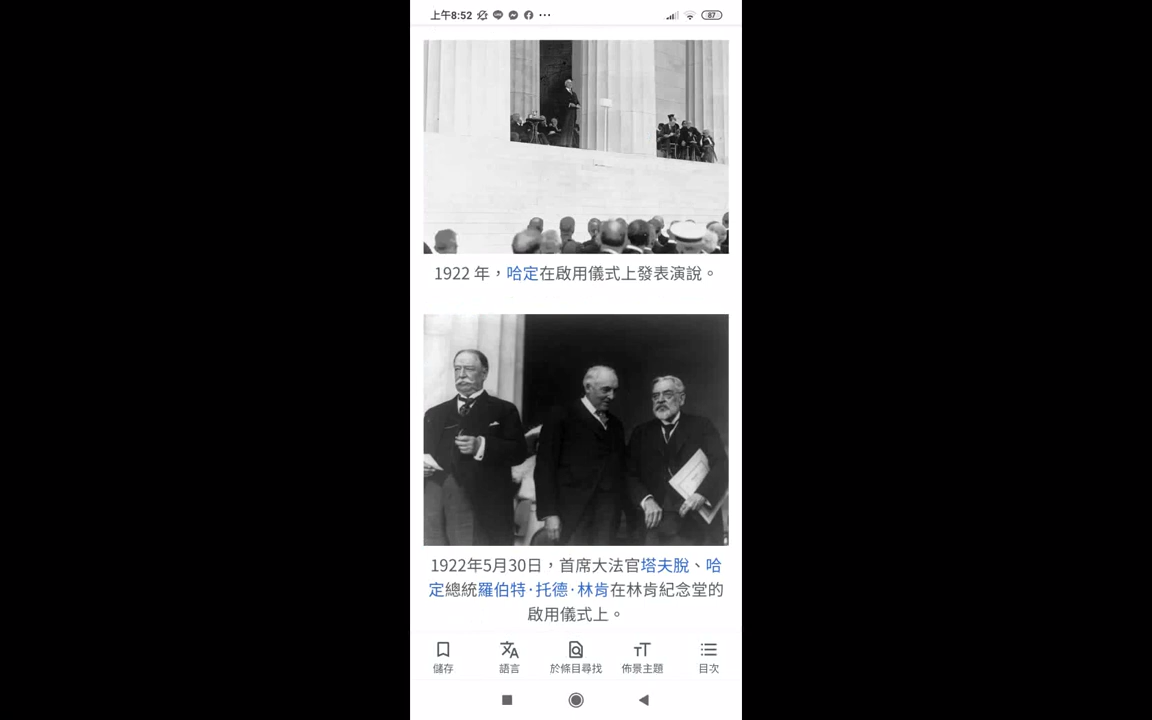 上午8:52
87
1922 年，哈定在啟用儀式上發表演說。
1922年5月30日，首席大法官塔夫脫、哈
定總統羅伯特·托德·林肯在林肯紀念堂的
啟用儀式上。
儲存 語言 於條目尋找 佈景主題 目次